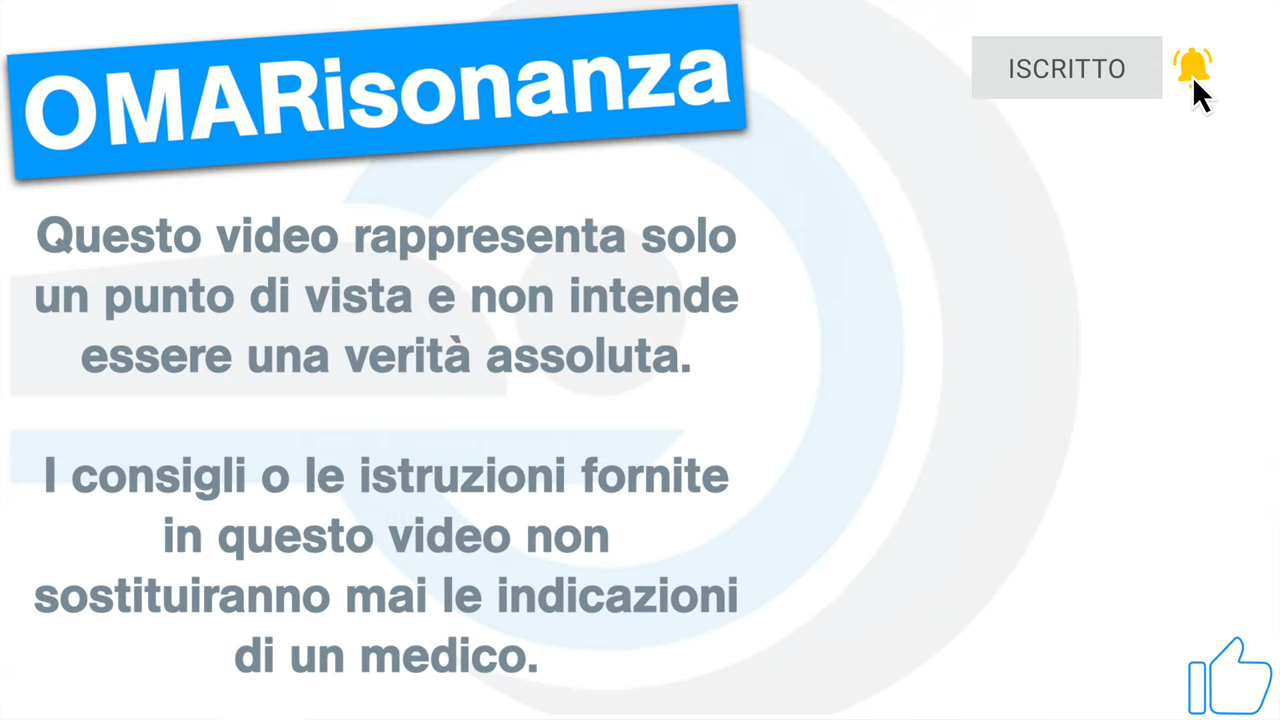 OMARisonanza
ISCRITTO
Questo video rappresenta solo
un punto di vista e non intende
essere una verità assoluta.
I consigli o le istruzioni fornite
in questo video non
sostituiranno mai le indicazioni
di un medico.